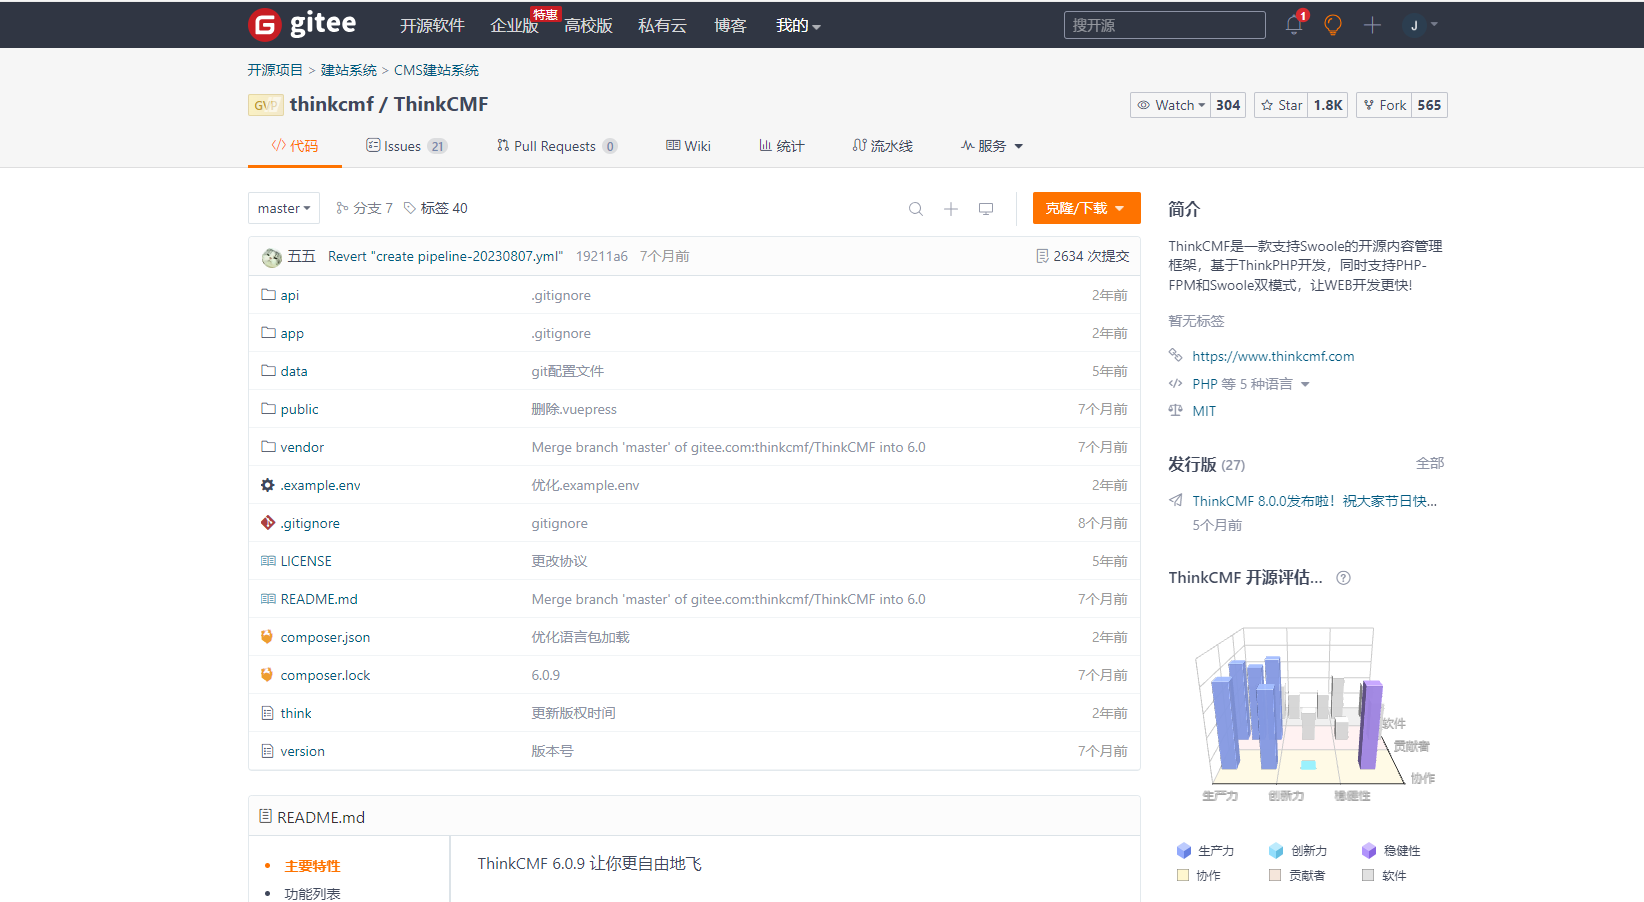 gitee 开源软件 企业版 特惠 高校版 私有云 博客 我的 搜开源 1 J
开源项目 > 建站系统 > CMS建站系统
GVP thinkcmf / ThinkCMF Watch 304 Star 1.8K Fork 565
代码 Issues 21 Pull Requests 0 Wiki 统计 流水线 服务
master 分支 7 标签 40 克隆/下载
五五 Revert "create pipeline-20230807.yml" 19211a6 7个月前 2634 次提交
api .gitignore 2年前
app .gitignore 2年前
data git配置文件 5年前
public 删除.vuepress 7个月前
vendor Merge branch 'master' of gitee.com:thinkcmf/ThinkCMF into 6.0 7个月前
.example.env 优化.example.env 2年前
.gitignore gitignore 8个月前
LICENSE 更改协议 5年前
README.md Merge branch 'master' of gitee.com:thinkcmf/ThinkCMF into 6.0 7个月前
composer.json 优化语言包加载 2年前
composer.lock 6.0.9 7个月前
think 更新版权时间 2年前
version 版本号 7个月前
README.md
主要特性
功能列表
ThinkCMF 6.0.9 让你更自由地飞
简介
ThinkCMF是一款支持Swoole的开源内容管理
框架，基于ThinkPHP开发，同时支持PHP-
FPM和Swoole双模式，让WEB开发更快!
暂无标签
https://www.thinkcmf.com
PHP 等 5 种语言
MIT
发行版 (27) 全部
ThinkCMF 8.0.0发布啦！祝大家节日快...
5个月前
ThinkCMF 开源评估...
软件
贡献者
协作
生产力 创新力 稳健性
生产力 创新力 稳健性
协作 贡献者 软件